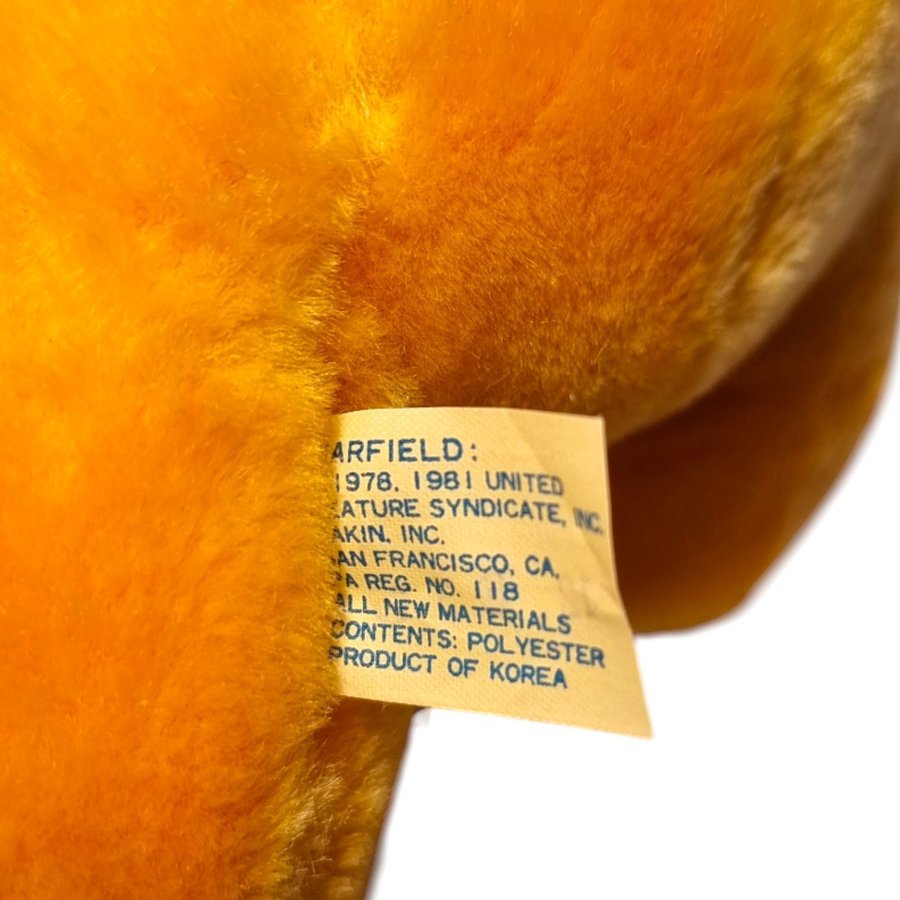 ARFIELD:
1978, 1981 UNITED
EATURE SYNDICATE, INC.
AKIN, INC.
AN FRANCISCO, CA.
PA REG. NO. 118
ALL NEW MATERIALS
CONTENTS: POLYESTER
PRODUCT OF KOREA